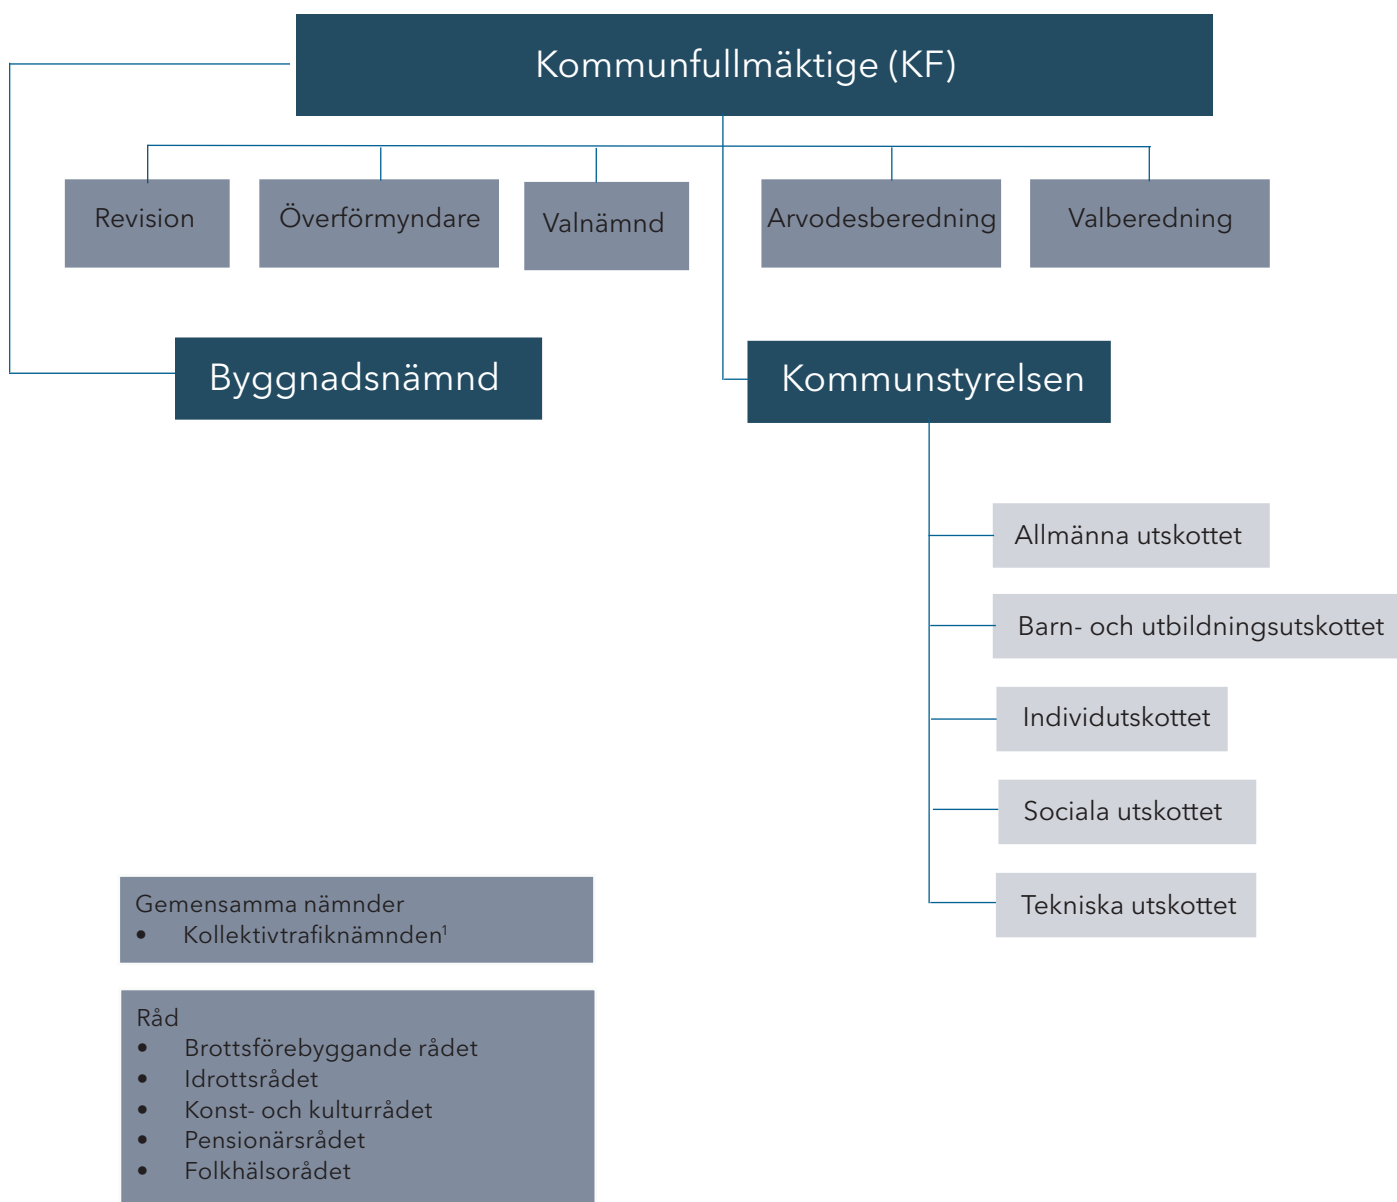 Kommunfullmäktige (KF)
Revision
Överförmyndare
Valnämnd
Arvodesberedning
Valberedning
Byggnadsnämnd
Kommunstyrelsen
Allmänna utskottet
Barn- och utbildningsutskottet
Individutskottet
Sociala utskottet
Tekniska utskottet
Gemensamma nämnder
• Kollektivtrafiknämnden¹
Råd
• Brottsförebyggande rådet
• Idrottsrådet
• Konst- och kulturrådet
• Pensionärsrådet
• Folkhälsorådet